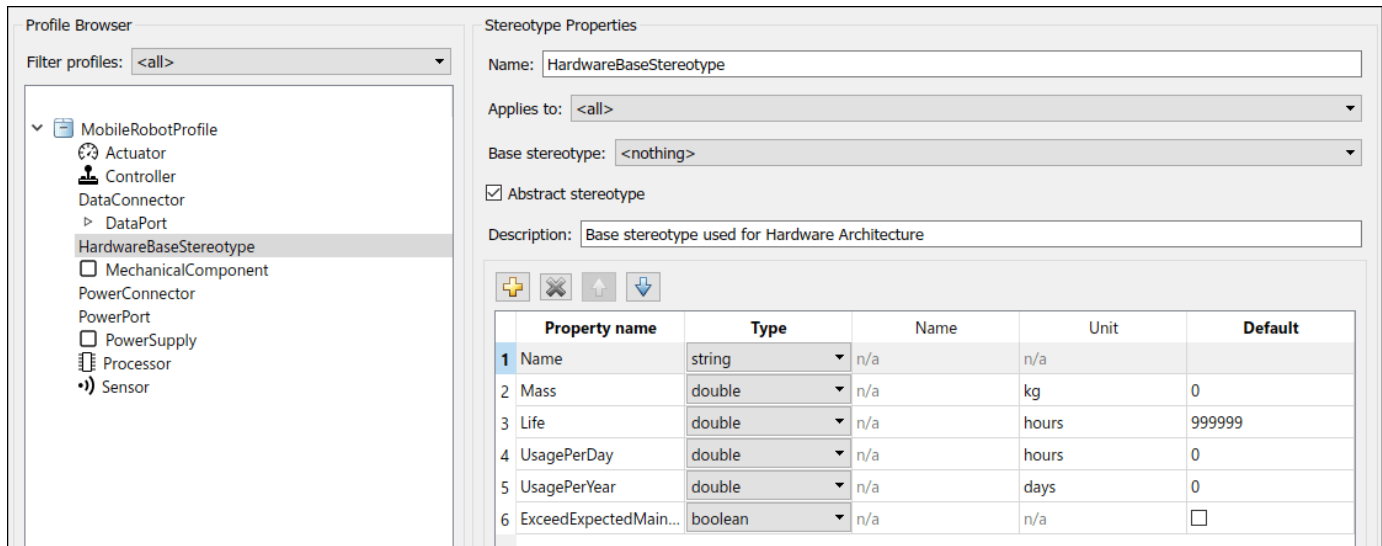 Profile Browser
Filter profiles: <all>
MobileRobotProfile
Actuator
Controller
DataConnector
DataPort
HardwareBaseStereotype
MechanicalComponent
PowerConnector
PowerPort
PowerSupply
Processor
Sensor
Stereotype Properties
Name: HardwareBaseStereotype
Applies to: <all>
Base stereotype: <nothing>
Abstract stereotype
Description: Base stereotype used for Hardware Architecture
Property name Type Name Unit Default
1 Name string n/a n/a
2 Mass double n/a kg 0
3 Life double n/a hours 999999
4 UsagePerDay double n/a hours 0
5 UsagePerYear double n/a days 0
6 ExceedExpectedMain... boolean n/a n/a